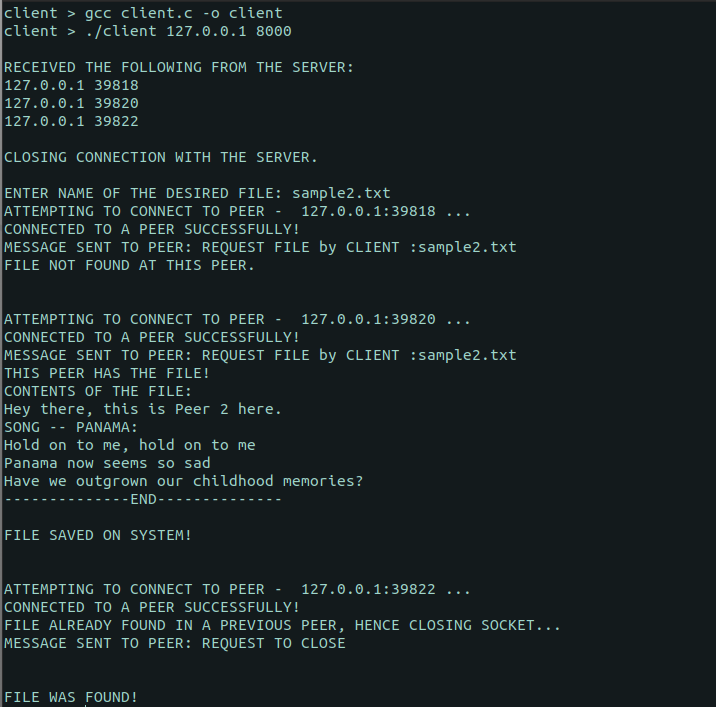 client > gcc client.c -o client
client > ./client 127.0.0.1 8000
RECEIVED THE FOLLOWING FROM THE SERVER:
127.0.0.1 39818
127.0.0.1 39820
127.0.0.1 39822
CLOSING CONNECTION WITH THE SERVER.
ENTER NAME OF THE DESIRED FILE: sample2.txt
ATTEMPTING TO CONNECT TO PEER -  127.0.0.1:39818 ...
CONNECTED TO A PEER SUCCESSFULLY!
MESSAGE SENT TO PEER: REQUEST FILE by CLIENT :sample2.txt
FILE NOT FOUND AT THIS PEER.
ATTEMPTING TO CONNECT TO PEER -  127.0.0.1:39820 ...
CONNECTED TO A PEER SUCCESSFULLY!
MESSAGE SENT TO PEER: REQUEST FILE by CLIENT :sample2.txt
THIS PEER HAS THE FILE!
CONTENTS OF THE FILE:
Hey there, this is Peer 2 here.
SONG -- PANAMA:
Hold on to me, hold on to me
Panama now seems so sad
Have we outgrown our childhood memories?
--------------END--------------
FILE SAVED ON SYSTEM!
ATTEMPTING TO CONNECT TO PEER -  127.0.0.1:39822 ...
CONNECTED TO A PEER SUCCESSFULLY!
FILE ALREADY FOUND IN A PREVIOUS PEER, HENCE CLOSING SOCKET...
MESSAGE SENT TO PEER: REQUEST TO CLOSE
FILE WAS FOUND!